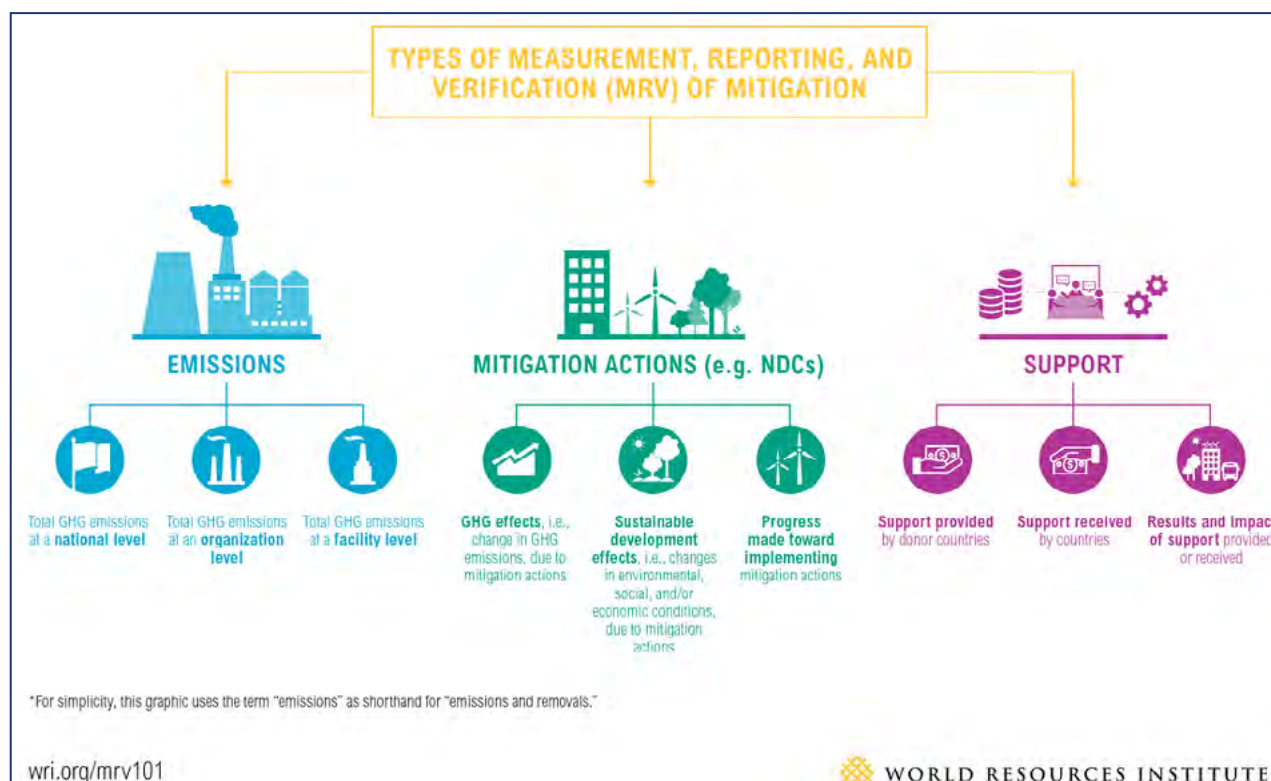 TYPES OF MEASUREMENT, REPORTING, AND
VERIFICATION (MRV) OF MITIGATION
EMISSIONS
Total GHG emissions
at a national level
Total GHG emissions
at an organization
level
Total GHG emissions
at a facility level
MITIGATION ACTIONS (e.g. NDCs)
GHG effects, i.e.,
change in GHG
emissions, due to
mitigation actions
Sustainable
development
effects, i.e., changes
in environmental,
social, and/or
economic conditions,
due to mitigation
actions
Progress
made toward
implementing
mitigation actions
SUPPORT
Support provided
by donor countries
Support received
by countries
Results and impact
of support provided
or received
*For simplicity, this graphic uses the term "emissions" as shorthand for "emissions and removals."
wri.org/mrv101
WORLD RESOURCES INSTITUTE